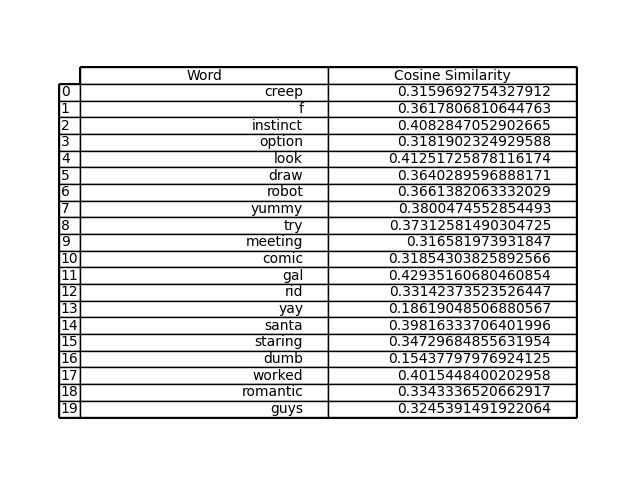 Word Cosine Similarity
0 creep 0.3159692754327912
1 f 0.3617806810644763
2 instinct 0.4082847052902665
3 option 0.3181902324929588
4 look 0.41251725878116174
5 draw 0.3640289596888171
6 robot 0.3661382063332029
7 yummy 0.3800474552854493
8 try 0.37312581490304725
9 meeting 0.316581973931847
10 comic 0.31854303825892566
11 gal 0.42935160680460854
12 rid 0.33142373523526447
13 yay 0.18619048506880567
14 santa 0.39816333706401996
15 staring 0.34729684855631954
16 dumb 0.15437797976924125
17 worked 0.4015448400202958
18 romantic 0.3343336520662917
19 guys 0.3245391491922064